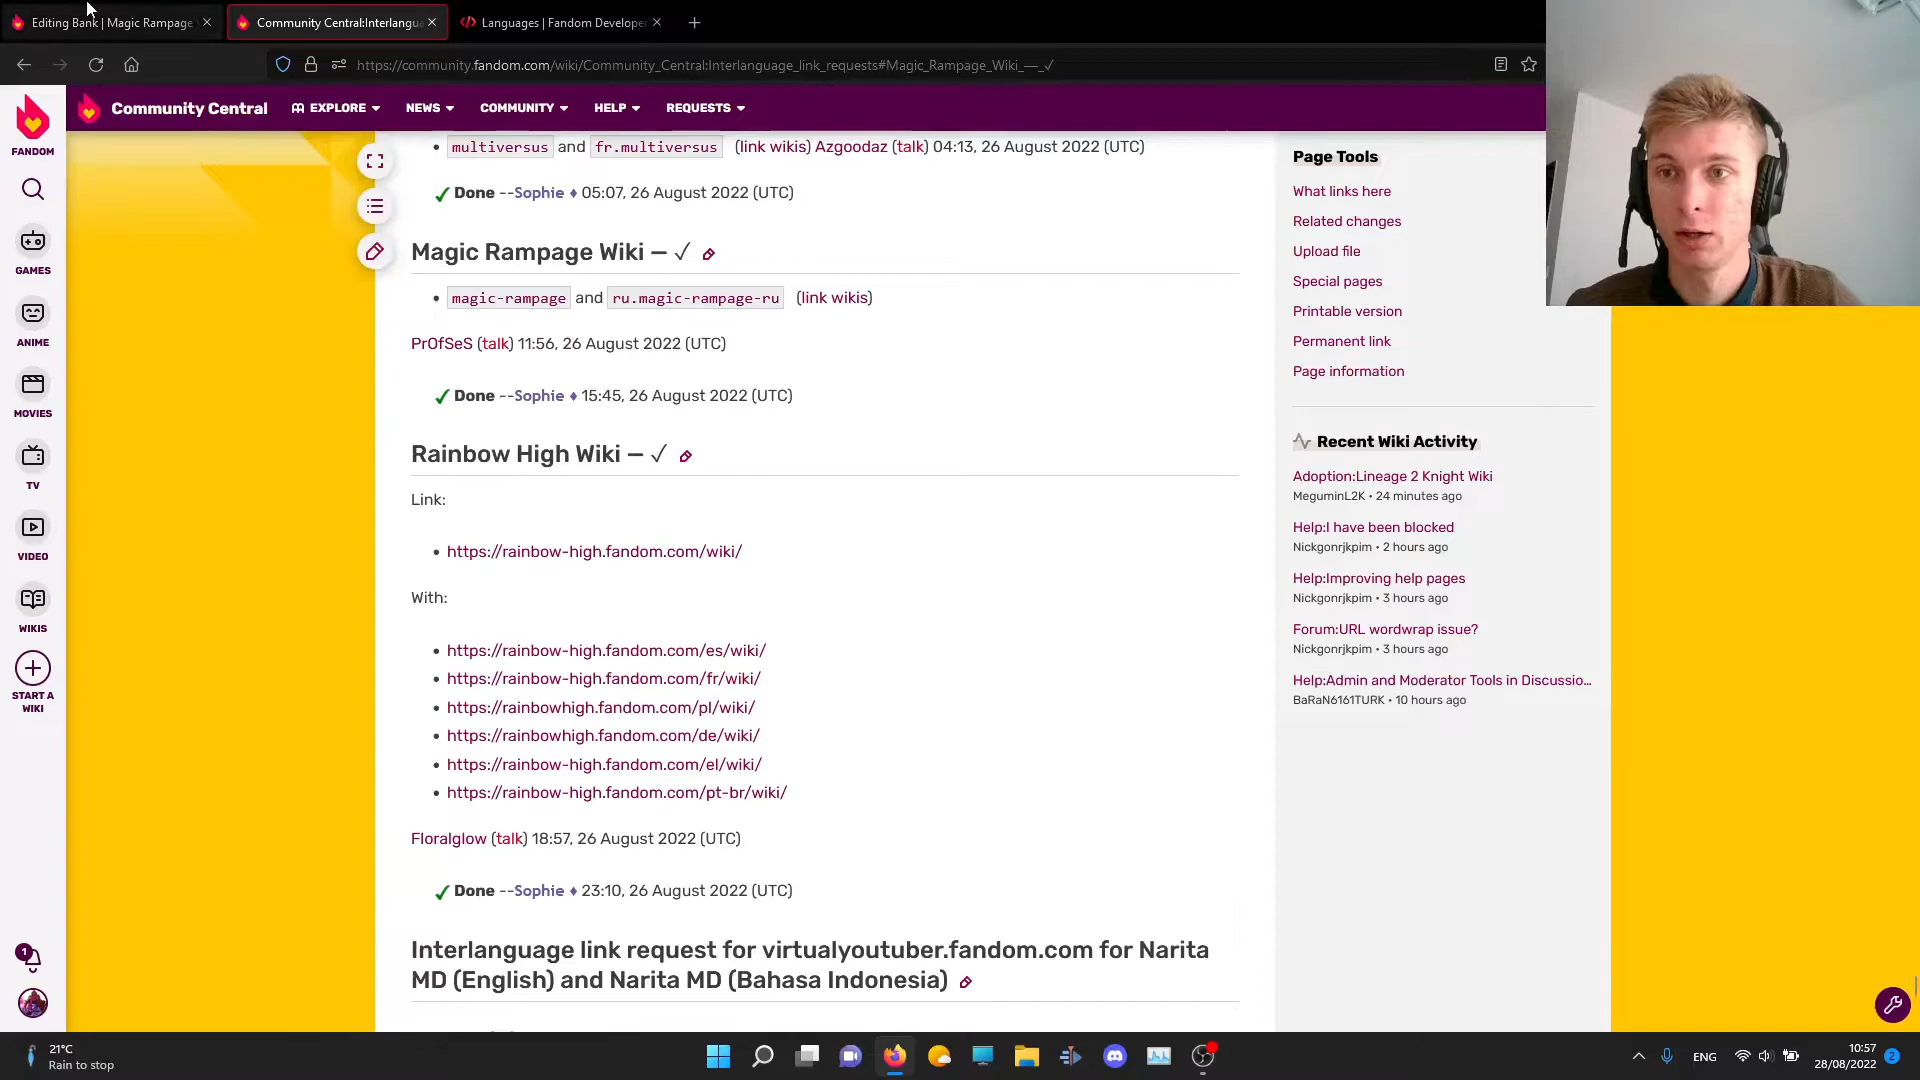 Editing Bank | Magic Rampage
Community Central:Interlangua
Languages | Fandom Developer
https://community.fandom.com/wiki/Community_Central:Interlanguage_link_requests#Magic_Rampage_Wiki_—_✓
Community Central
EXPLORE
NEWS
COMMUNITY
HELP
REQUESTS
FANDOM
GAMES
ANIME
MOVIES
TV
VIDEO
WIKIS
START A
WIKI
1
• multiversus and fr.multiversus (link wikis) Azgoodaz (talk) 04:13, 26 August 2022 (UTC)
✓ Done --Sophie ♦ 05:07, 26 August 2022 (UTC)
Magic Rampage Wiki — ✓
• magic-rampage and ru.magic-rampage-ru (link wikis)
PrOfSeS (talk) 11:56, 26 August 2022 (UTC)
✓ Done --Sophie ♦ 15:45, 26 August 2022 (UTC)
Rainbow High Wiki — ✓
Link:
• https://rainbow-high.fandom.com/wiki/
With:
• https://rainbow-high.fandom.com/es/wiki/
• https://rainbow-high.fandom.com/fr/wiki/
• https://rainbowhigh.fandom.com/pl/wiki/
• https://rainbowhigh.fandom.com/de/wiki/
• https://rainbow-high.fandom.com/el/wiki/
• https://rainbow-high.fandom.com/pt-br/wiki/
Floralglow (talk) 18:57, 26 August 2022 (UTC)
✓ Done --Sophie ♦ 23:10, 26 August 2022 (UTC)
Interlanguage link request for virtualyoutuber.fandom.com for Narita
MD (English) and Narita MD (Bahasa Indonesia)
Page Tools
What links here
Related changes
Upload file
Special pages
Printable version
Permanent link
Page information
Recent Wiki Activity
Adoption:Lineage 2 Knight Wiki
MeguminL2K • 24 minutes ago
Help:I have been blocked
Nickgonrjkpim • 2 hours ago
Help:Improving help pages
Nickgonrjkpim • 3 hours ago
Forum:URL wordwrap issue?
Nickgonrjkpim • 3 hours ago
Help:Admin and Moderator Tools in Discussio...
BaRaN6161TURK • 10 hours ago
21°C
Rain to stop
ENG
10:57
28/08/2022
2